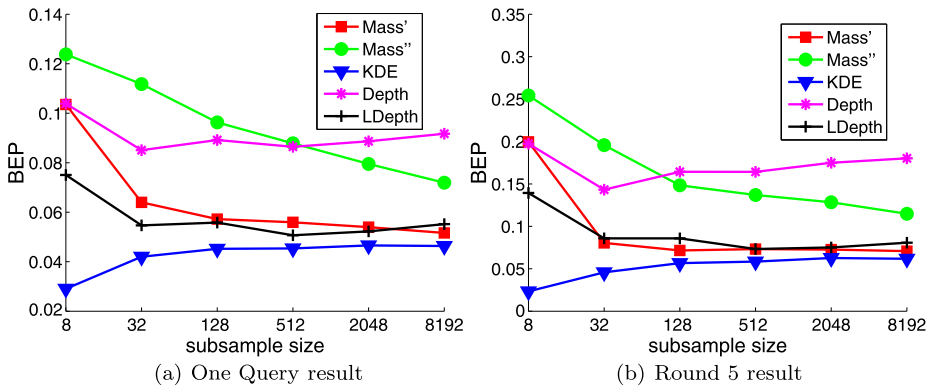 0.14
0.12
0.1
0.08
0.06
0.04
0.02
BEP
8 32 128 512 2048 8192
subsample size
Mass'
Mass''
KDE
Depth
LDepth
(a) One Query result
0.35
0.3
0.25
0.2
0.15
0.1
0.05
0
BEP
8 32 128 512 2048 8192
subsample size
Mass'
Mass''
KDE
Depth
LDepth
(b) Round 5 result